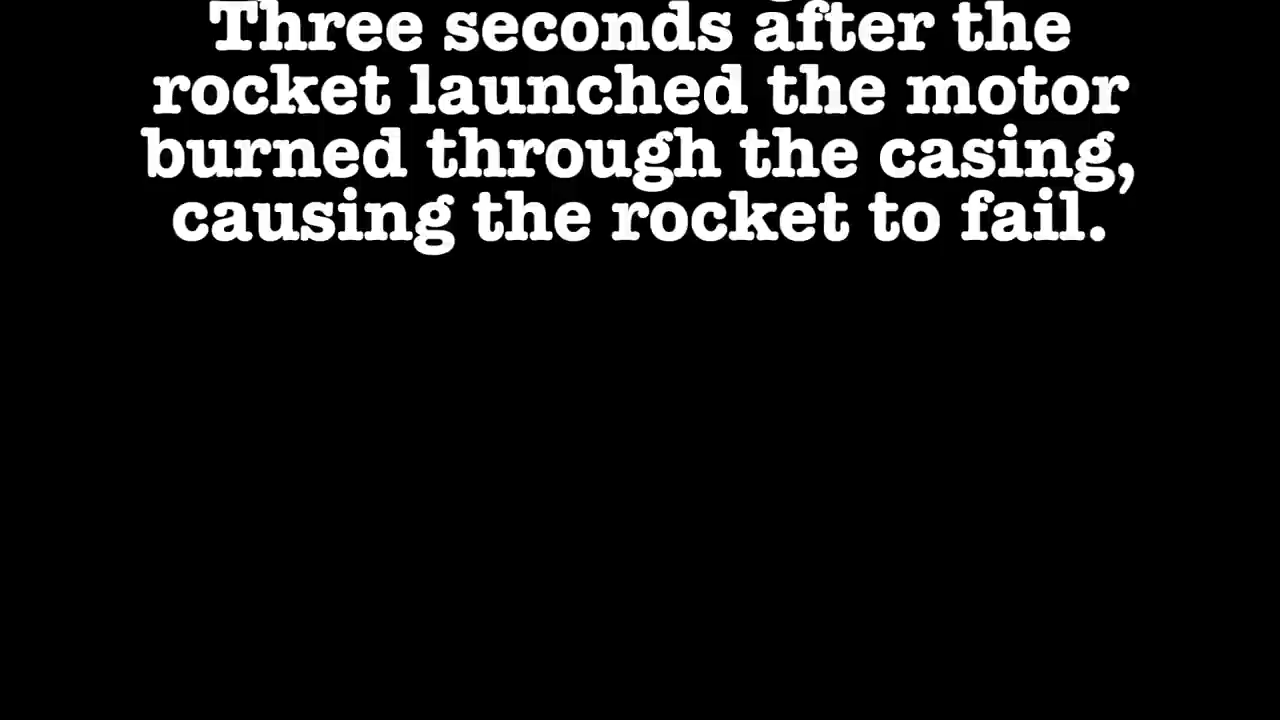 Three seconds after the
rocket launched the motor
burned through the casing,
causing the rocket to fail.